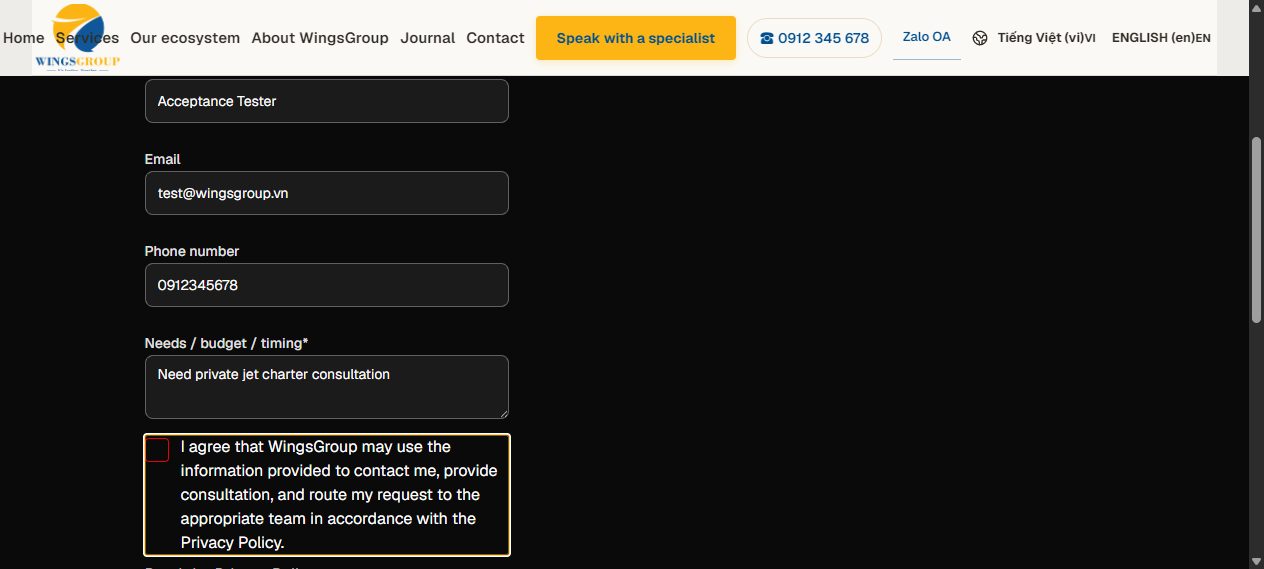 WINGSGROUP
Home Services Our ecosystem About WingsGroup Journal Contact Speak with a specialist ☎ 0912 345 678 Zalo OA Tiếng Việt (vi)VI ENGLISH (en)EN
Acceptance Tester
Email
test@wingsgroup.vn
Phone number
0912345678
Needs / budget / timing*
Need private jet charter consultation
I agree that WingsGroup may use the
information provided to contact me, provide
consultation, and route my request to the
appropriate team in accordance with the
Privacy Policy.